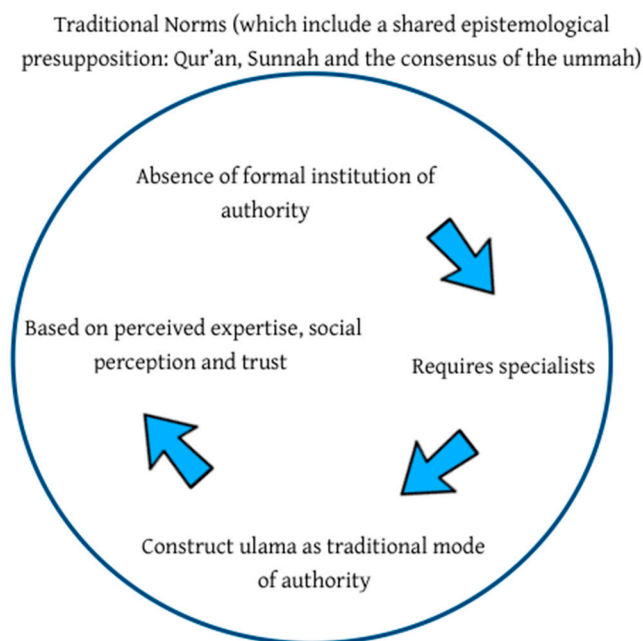 Traditional Norms (which include a shared epistemological
presupposition: Qur’an, Sunnah and the consensus of the ummah)
Absence of formal institution of
authority
Based on perceived expertise, social
perception and trust
Requires specialists
Construct ulama as traditional mode
of authority